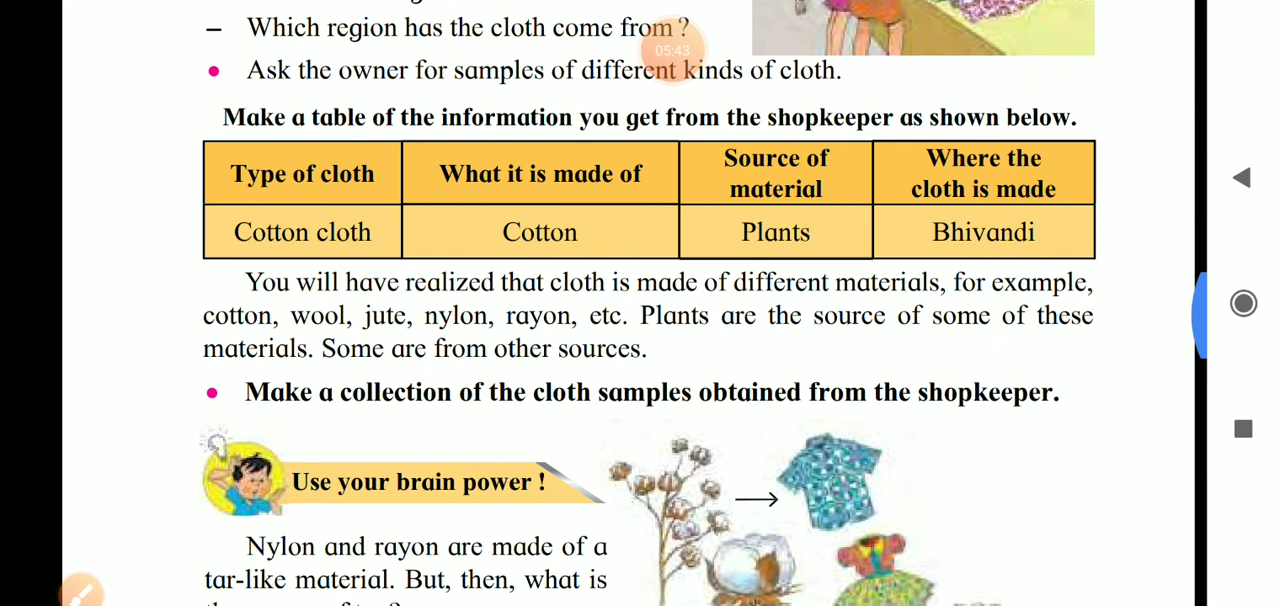 – Which region has the cloth come from ?
05:43
• Ask the owner for samples of different kinds of cloth.
Make a table of the information you get from the shopkeeper as shown below.
Type of cloth What it is made of Source of material Where the cloth is made
Cotton cloth Cotton Plants Bhivandi
You will have realized that cloth is made of different materials, for example,
cotton, wool, jute, nylon, rayon, etc. Plants are the source of some of these
materials. Some are from other sources.
• Make a collection of the cloth samples obtained from the shopkeeper.
Use your brain power !
Nylon and rayon are made of a
tar-like material. But, then, what is